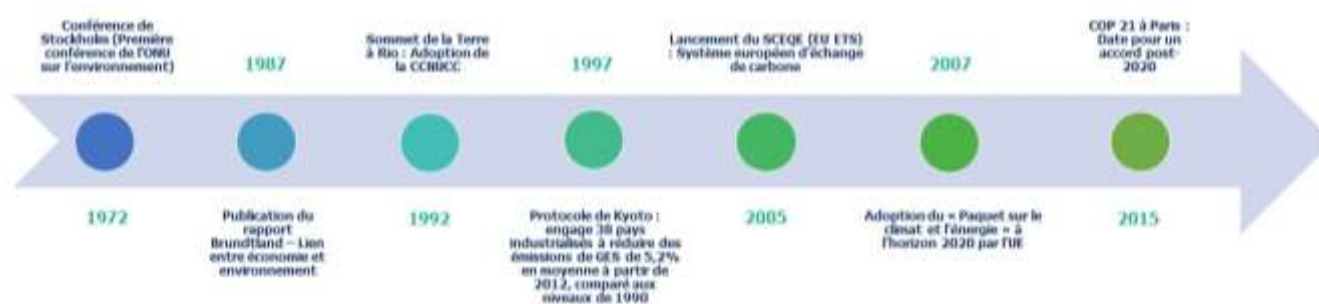 Conférence de
Stockholm (Première
conférence de l'ONU
sur l'environnement)
1972
1987
Publication du
rapport
Brundtland – Lien
entre économie et
environnement
Sommet de la Terre
à Rio : Adoption de
la CCNUCC
1992
1997
Protocole de Kyoto :
engage 38 pays
industrialisés à réduire des
émissions de GES de 5,2%
en moyenne à partir de
2012, comparé aux
niveaux de 1990
Lancement du SCEQE (EU ETS)
: Système européen d'échange
de carbone
2005
2007
Adoption du « Paquet sur le
climat et l'énergie » à
l'horizon 2020 par l'UE
COP 21 à Paris :
Date pour un
accord post-
2020
2015